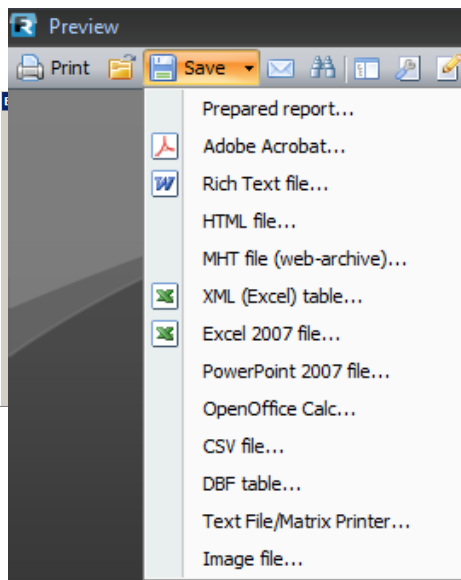 Preview
Print Save
Prepared report...
Adobe Acrobat...
Rich Text file...
HTML file...
MHT file (web-archive)...
XML (Excel) table...
Excel 2007 file...
PowerPoint 2007 file...
OpenOffice Calc...
CSV file...
DBF table...
Text File/Matrix Printer...
Image file...